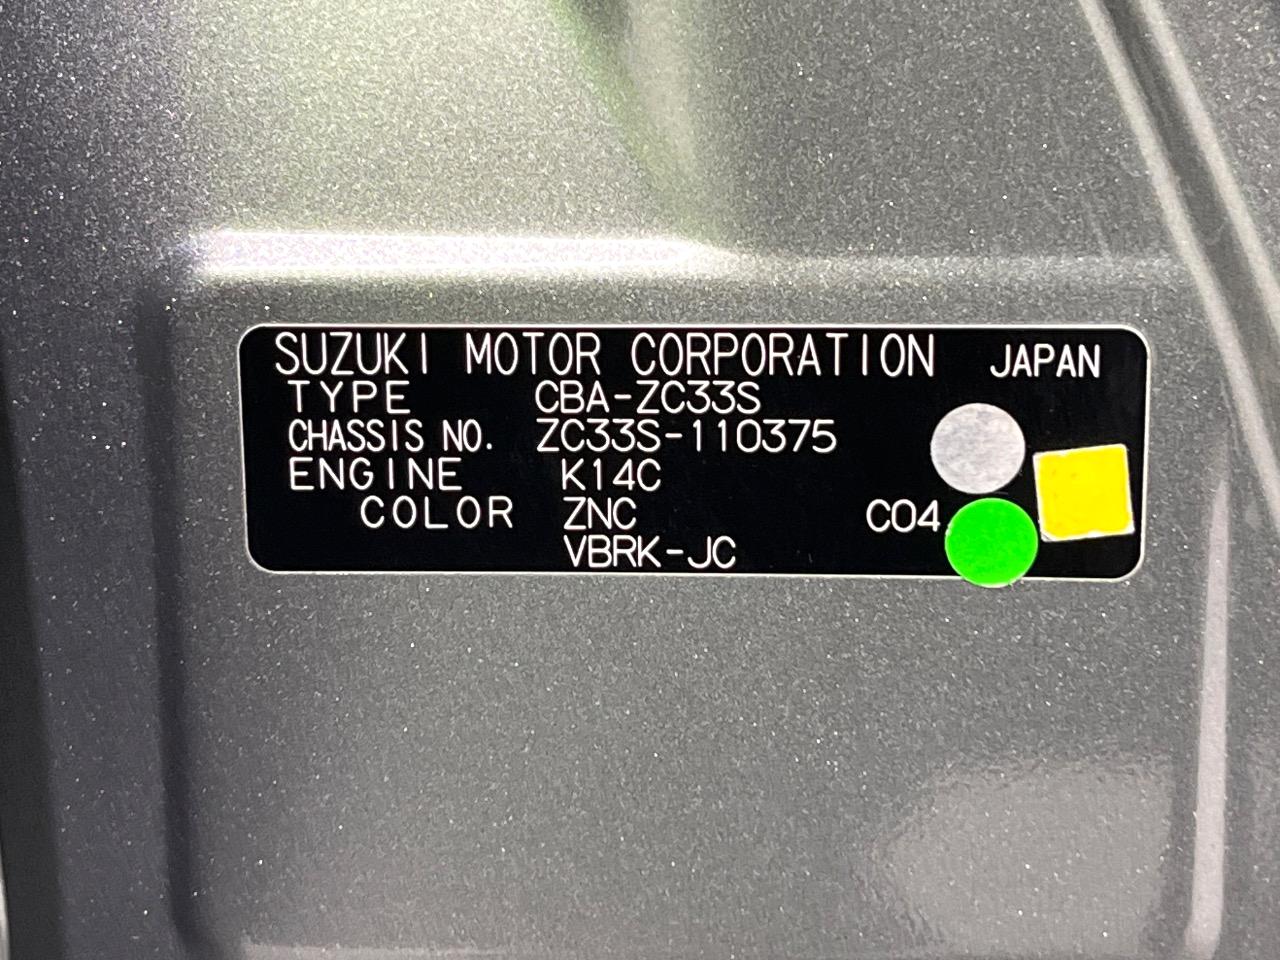 SUZUKI MOTOR CORPORATION JAPAN
TYPE CBA-ZC33S
CHASSIS NO. ZC33S-110375
ENGINE K14C
COLOR ZNC C04
VBRK-JC